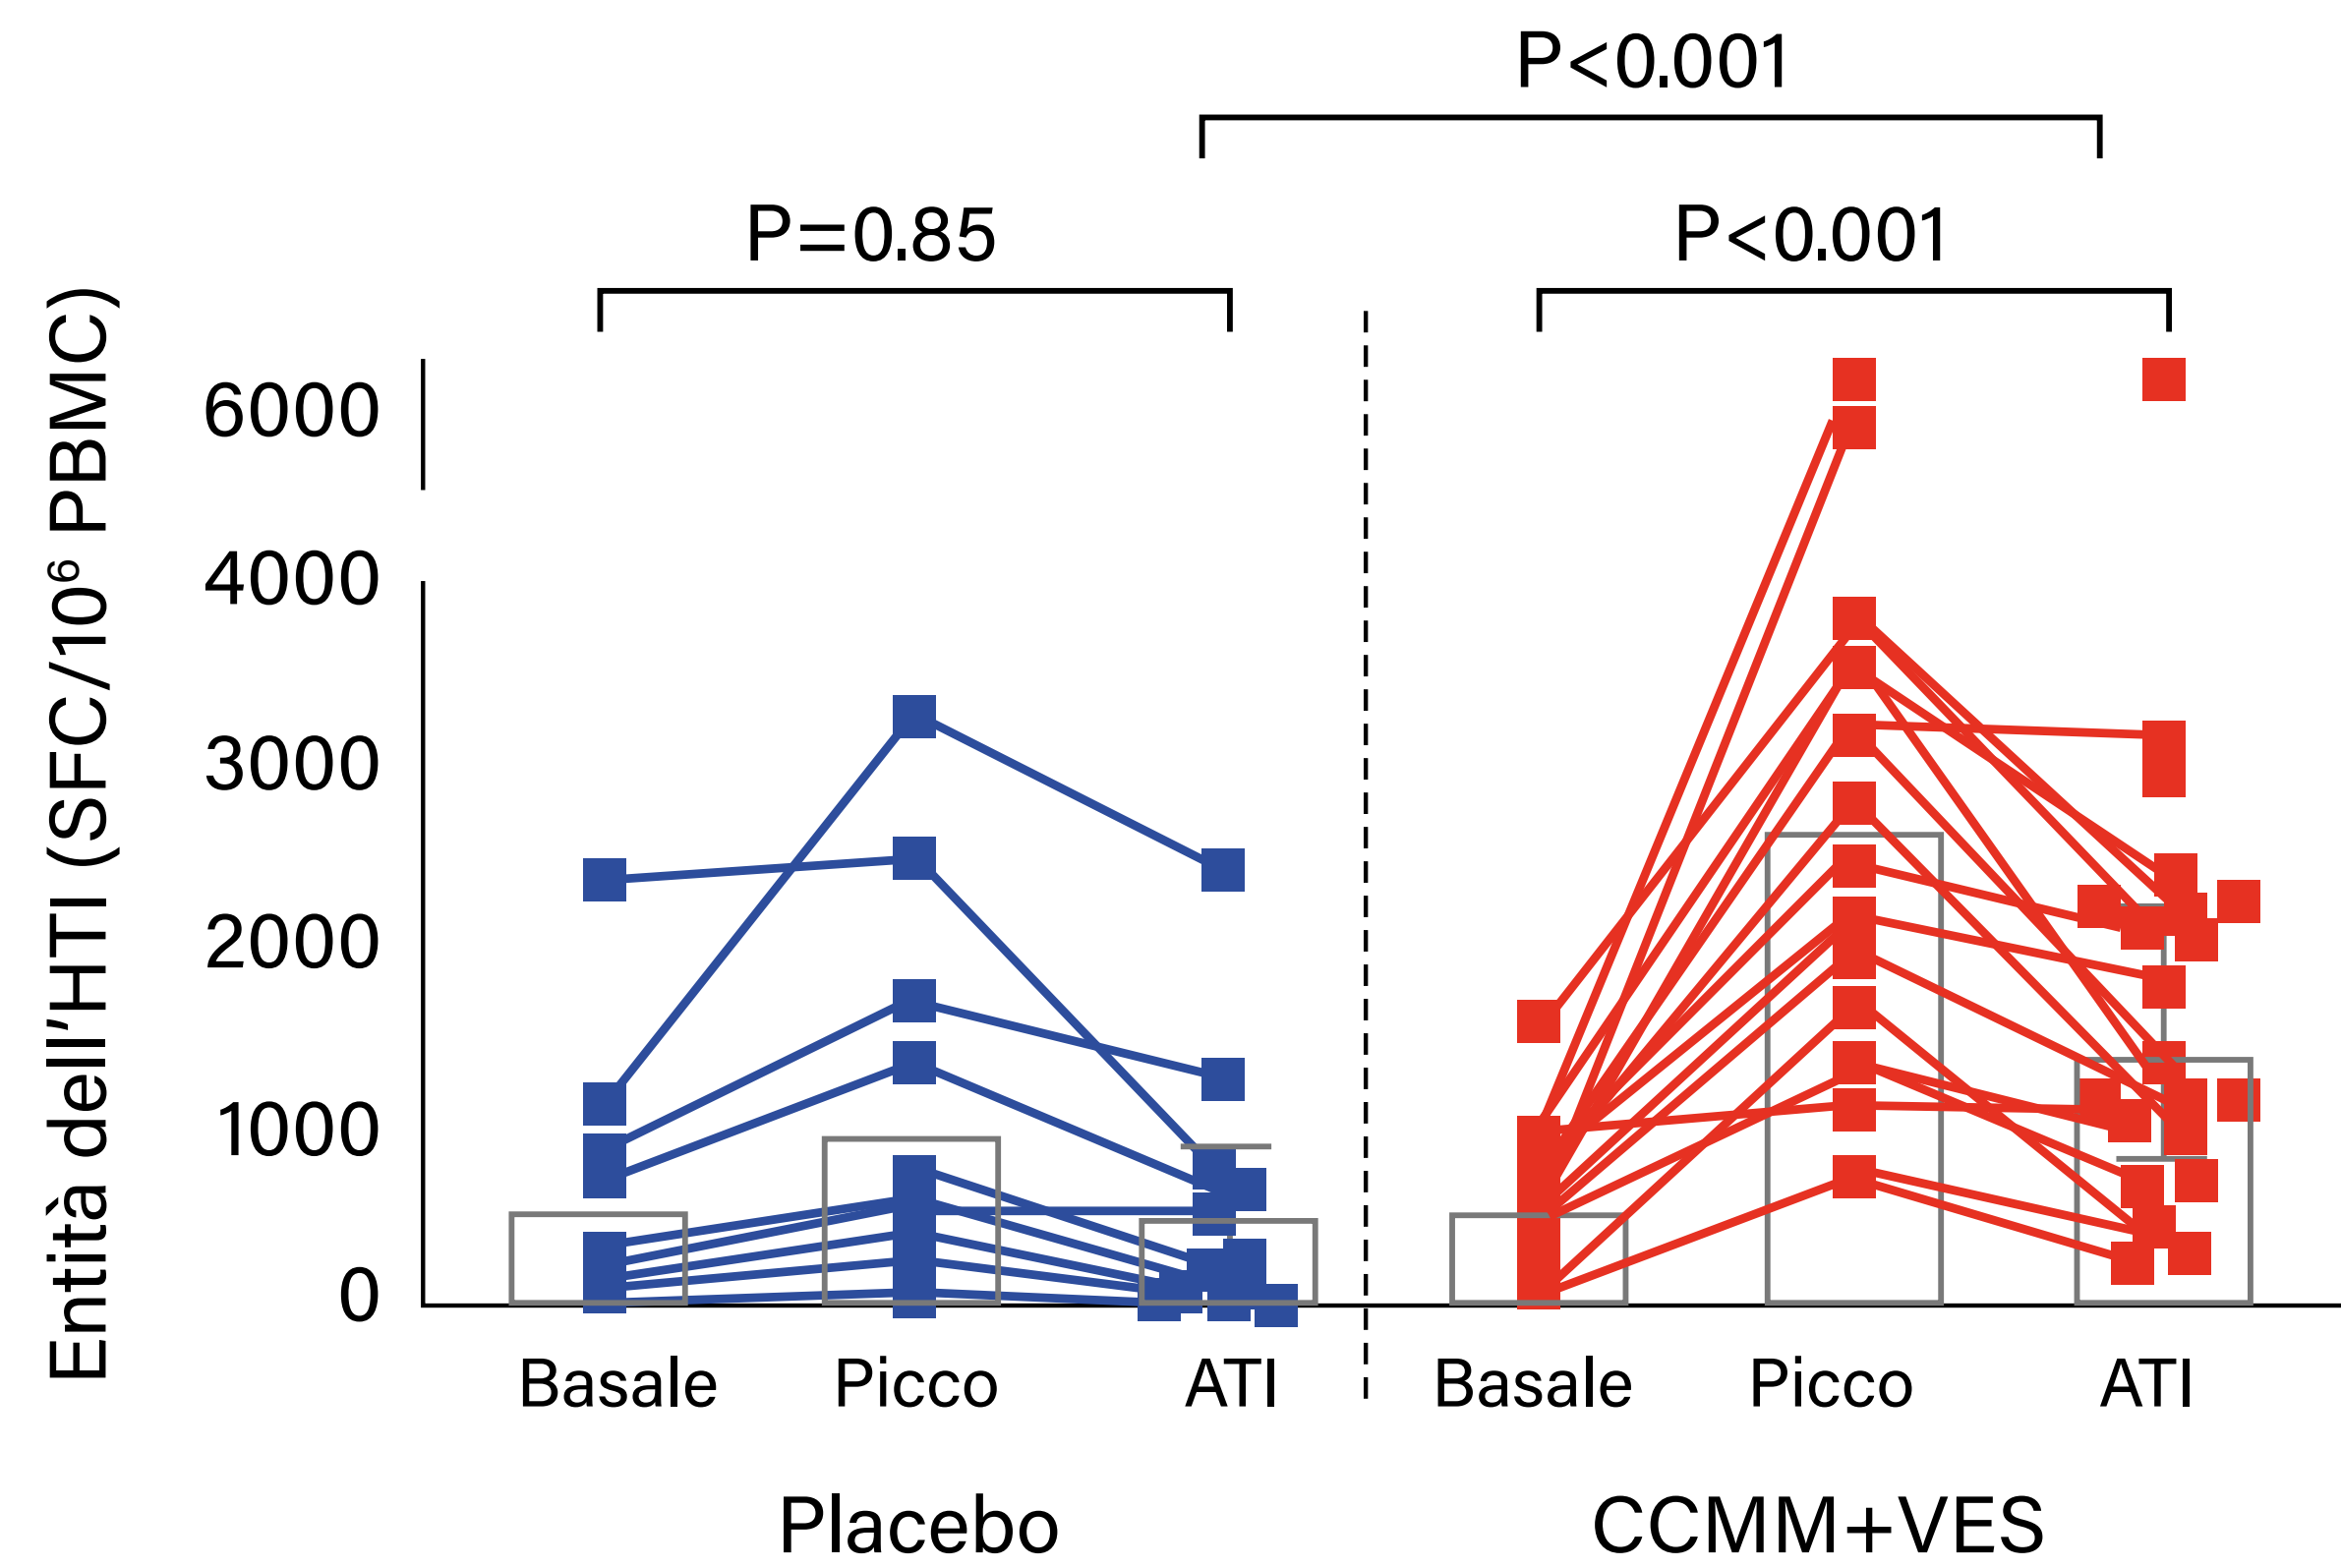 P<0.001
P=0.85
P<0.001
Entità dell’HTI (SFC/10⁶ PBMC)
6000
4000
3000
2000
1000
0
Basale
Picco
ATI
Basale
Picco
ATI
Placebo
CCMM+VES